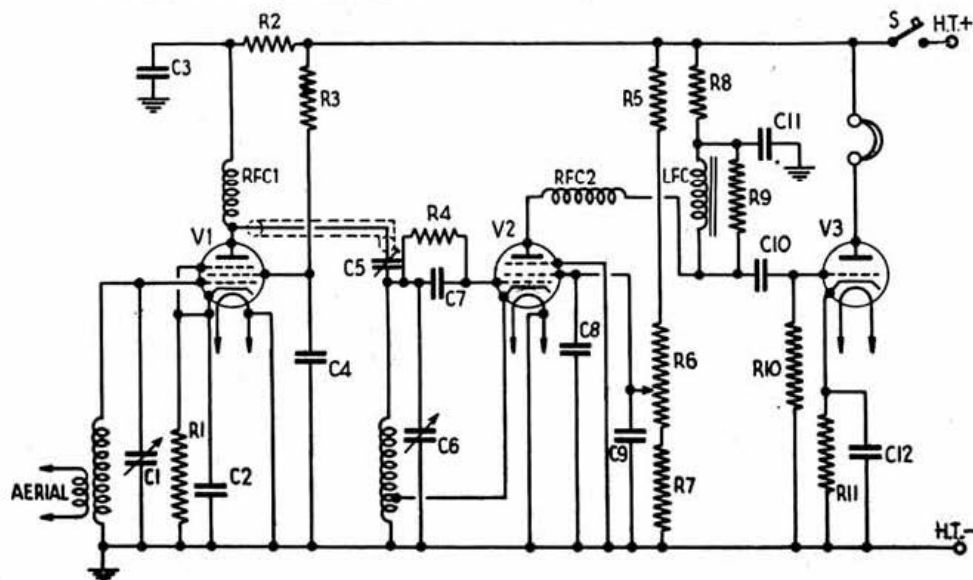 R2
S
H.T.+
C3
R3
R5
R8
C11
RFC1
RFC2
LFC
R9
R4
V1
V2
V3
C5
C10
C7
C8
R6
C4
R10
R1
C6
C1
C2
C9
R7
C12
AERIAL
R11
H.T.-